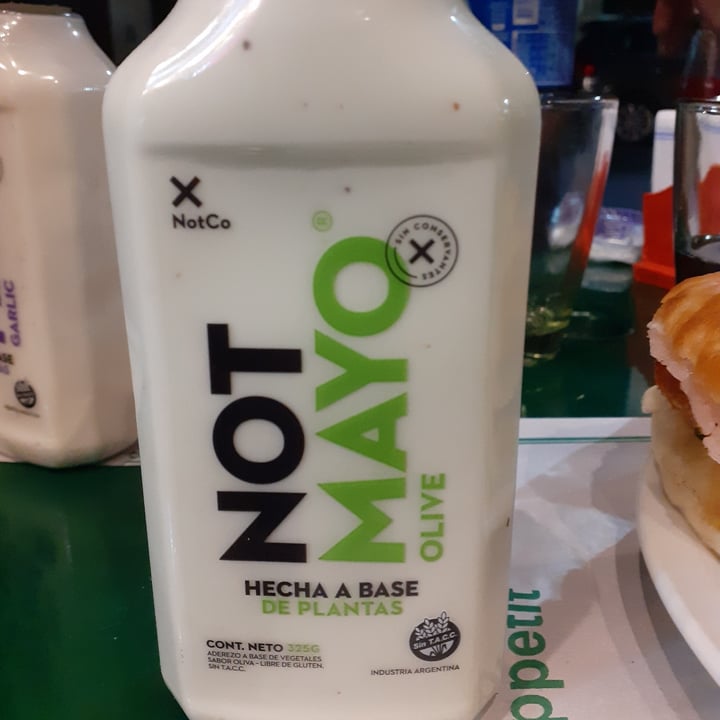 NotCo
SIN CONSERVANTES
NOT
MAYO
®
OLIVE
HECHA A BASE
DE PLANTAS
CONT. NETO 325G
ADEREZO A BASE DE VEGETALES
SABOR OLIVA - LIBRE DE GLUTEN.
SIN T.A.C.C.
Sin T.A.C.C.
INDUSTRIA ARGENTINA
GARLIC